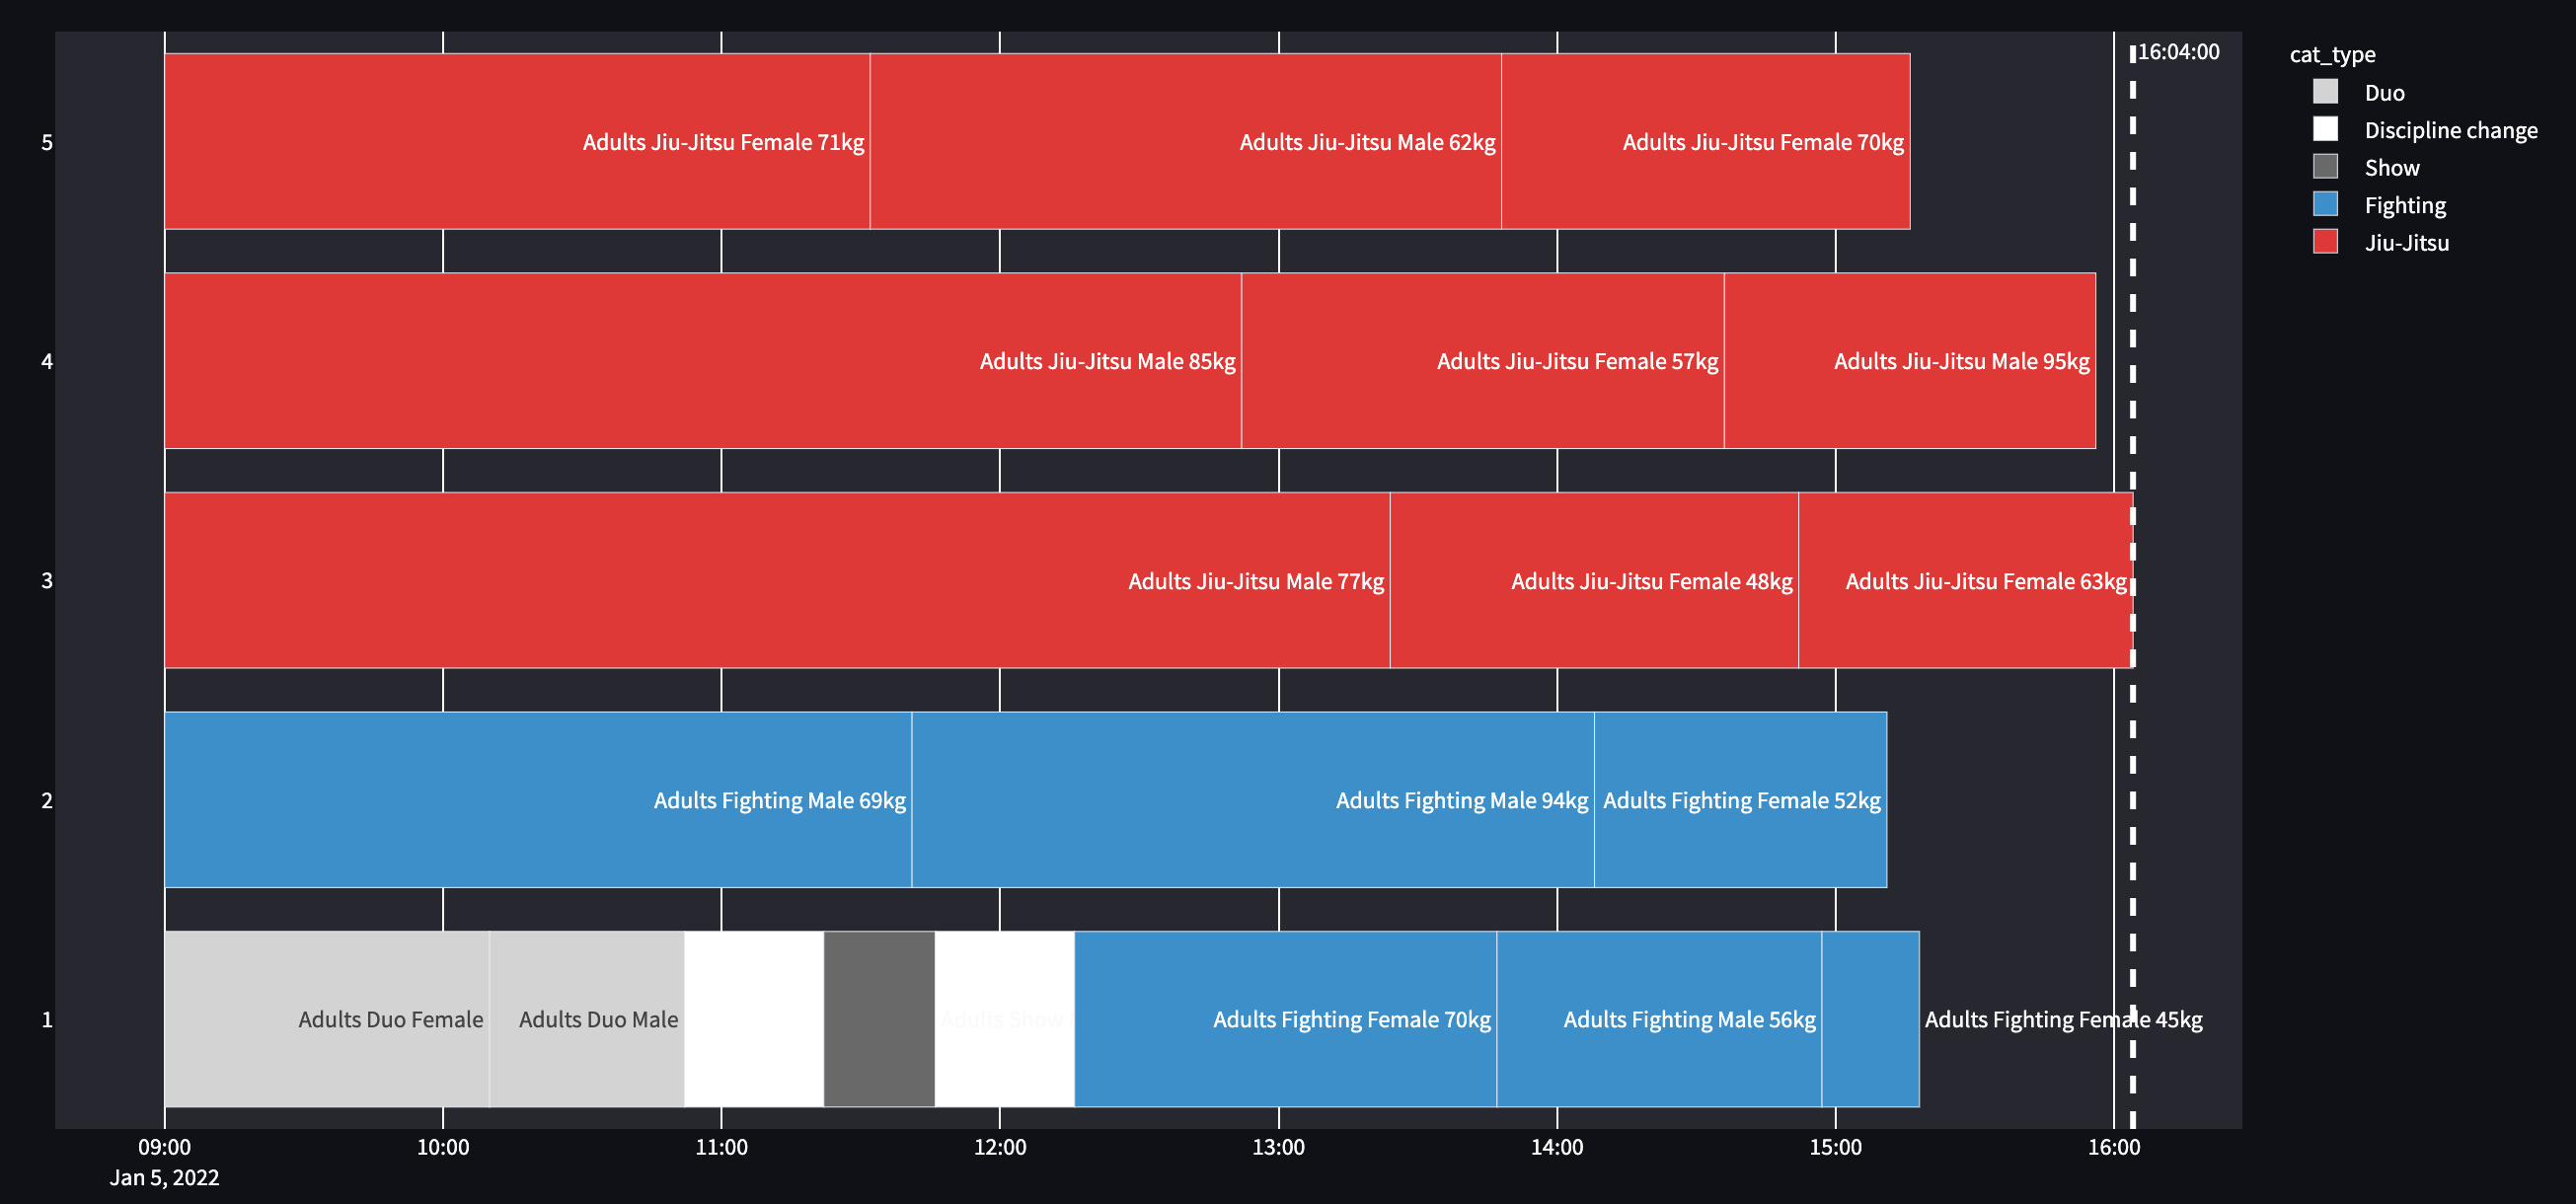 16:04:00
cat_type
Duo
Discipline change
Show
Fighting
Jiu-Jitsu
5
Adults Jiu-Jitsu Female 71kg
Adults Jiu-Jitsu Male 62kg
Adults Jiu-Jitsu Female 70kg
4
Adults Jiu-Jitsu Male 85kg
Adults Jiu-Jitsu Female 57kg
Adults Jiu-Jitsu Male 95kg
3
Adults Jiu-Jitsu Male 77kg
Adults Jiu-Jitsu Female 48kg
Adults Jiu-Jitsu Female 63kg
2
Adults Fighting Male 69kg
Adults Fighting Male 94kg
Adults Fighting Female 52kg
1
Adults Duo Female
Adults Duo Male
Adults Show
Adults Fighting Female 70kg
Adults Fighting Male 56kg
Adults Fighting Female 45kg
09:00 10:00 11:00 12:00 13:00 14:00 15:00 16:00
Jan 5, 2022